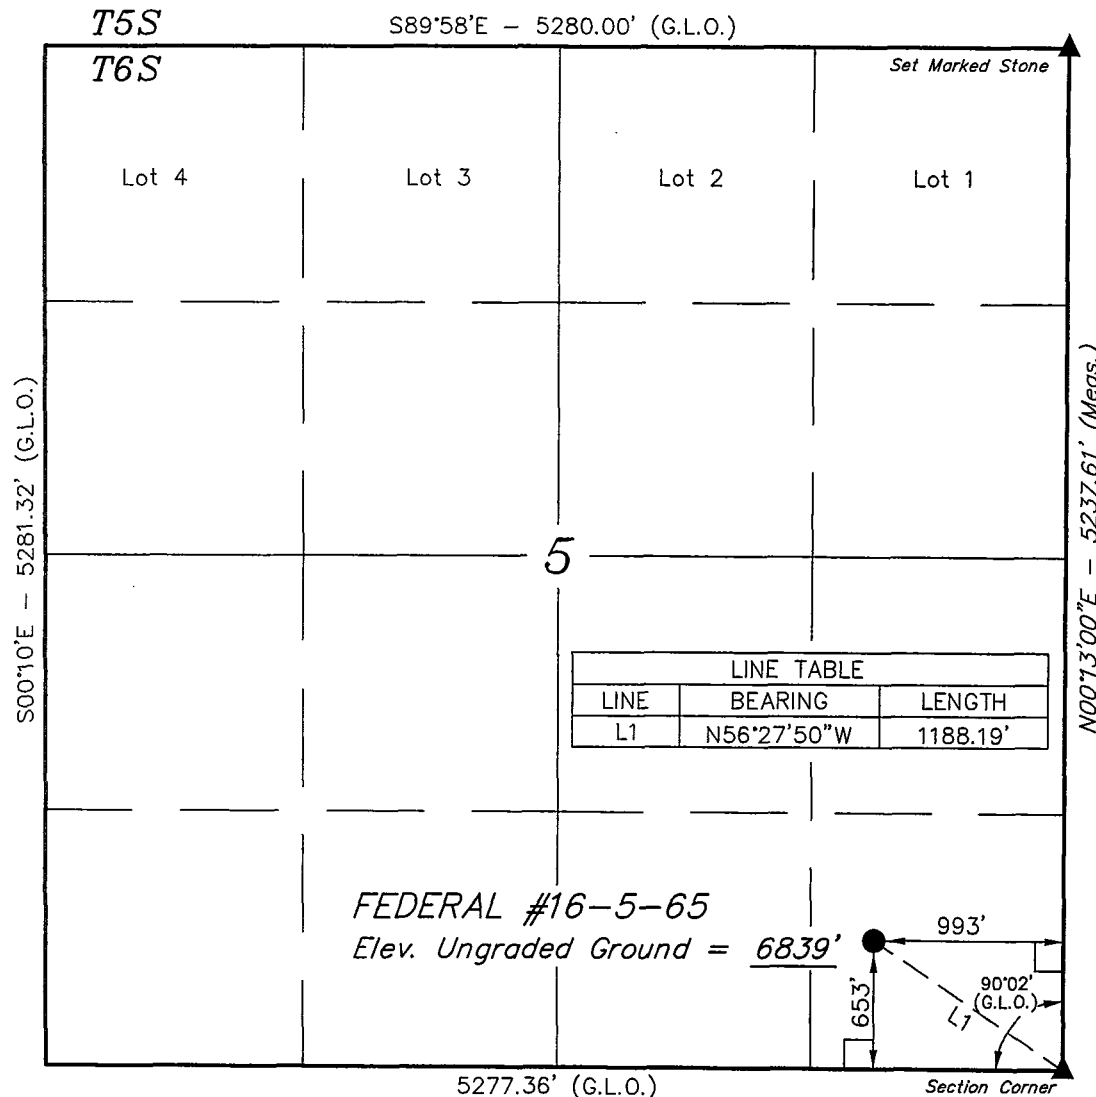 T5S
S89°58'E - 5280.00' (G.L.O.)
T6S
Set Marked Stone
Lot 4
Lot 3
Lot 2
Lot 1
S00°10'E - 5281.32' (G.L.O.)
N00°13'00"E - 5237.61' (Meas.)
5
LINE TABLE
LINE BEARING LENGTH
L1 N56°27'50"W 1188.19'
FEDERAL #16-5-65
Elev. Ungraded Ground = 6839'
993'
653'
90°02'
(G.L.O.)
L1
5277.36' (G.L.O.)
Section Corner